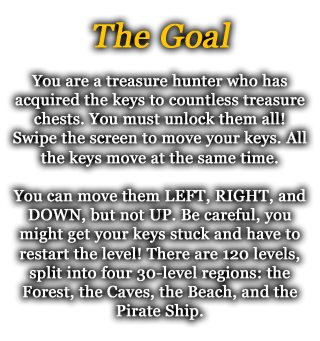 The Goal
You are a treasure hunter who has
acquired the keys to countless treasure
chests. You must unlock them all!
Swipe the screen to move your keys. All
the keys move at the same time.
You can move them LEFT, RIGHT, and
DOWN, but not UP. Be careful, you
might get your keys stuck and have to
restart the level! There are 120 levels,
split into four 30-level regions: the
Forest, the Caves, the Beach, and the
Pirate Ship.